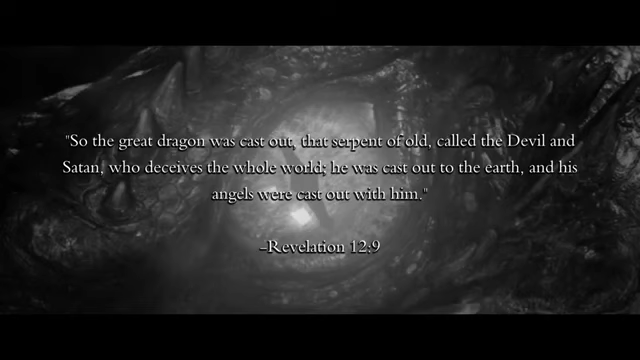 "So the great dragon was cast out, that serpent of old, called the Devil and
Satan, who deceives the whole world; he was cast out to the earth, and his
angels were cast out with him."
–Revelation 12:9